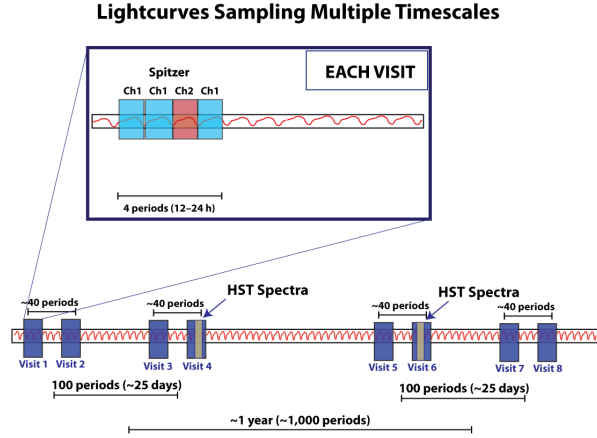 Lightcurves Sampling Multiple Timescales
EACH VISIT
Spitzer
Ch1 Ch1 Ch2 Ch1
4 periods (12–24 h)
HST Spectra
HST Spectra
~40 periods
~40 periods
~40 periods
~40 periods
Visit 1 Visit 2 Visit 3 Visit 4 Visit 5 Visit 6 Visit 7 Visit 8
100 periods (~25 days)
100 periods (~25 days)
~1 year (~1,000 periods)